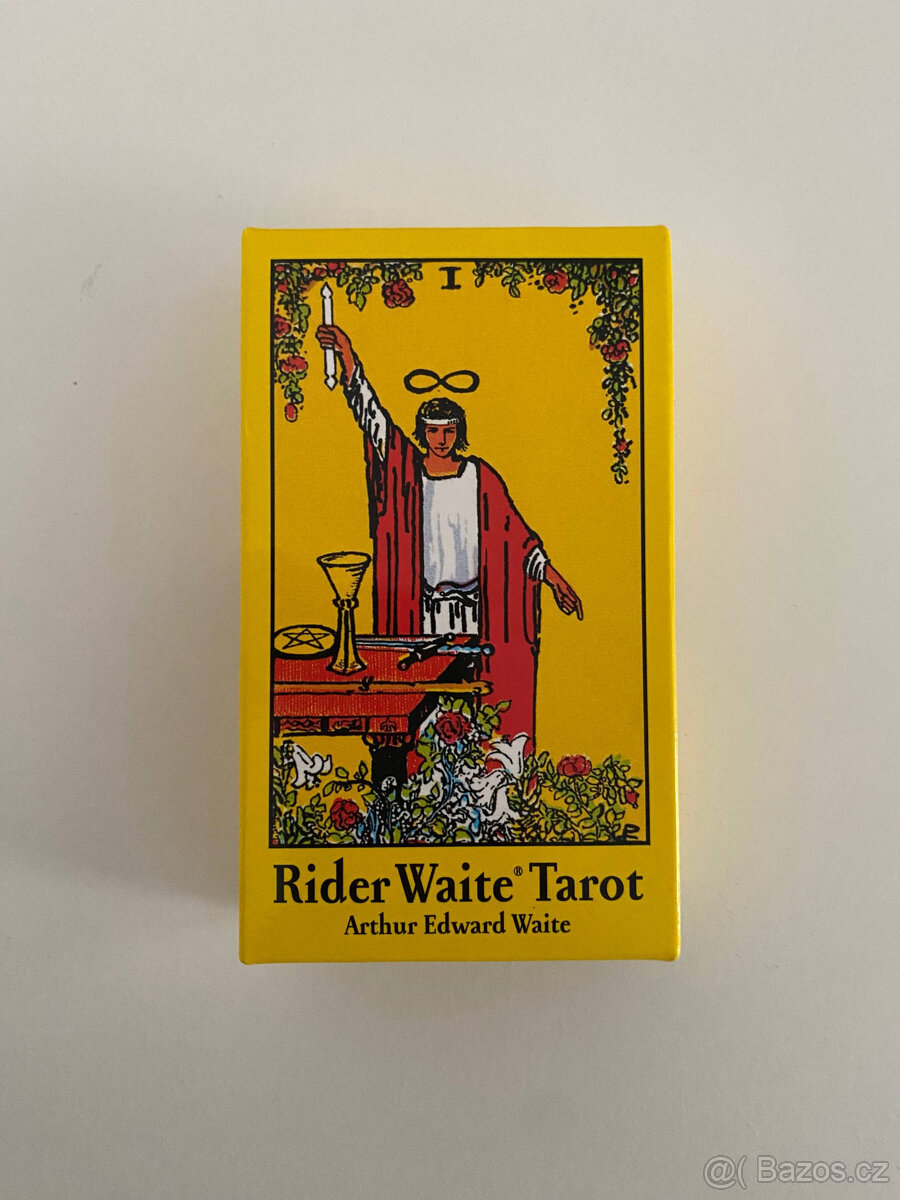 I
Rider Waite® Tarot
Arthur Edward Waite
@( Bazos.cz